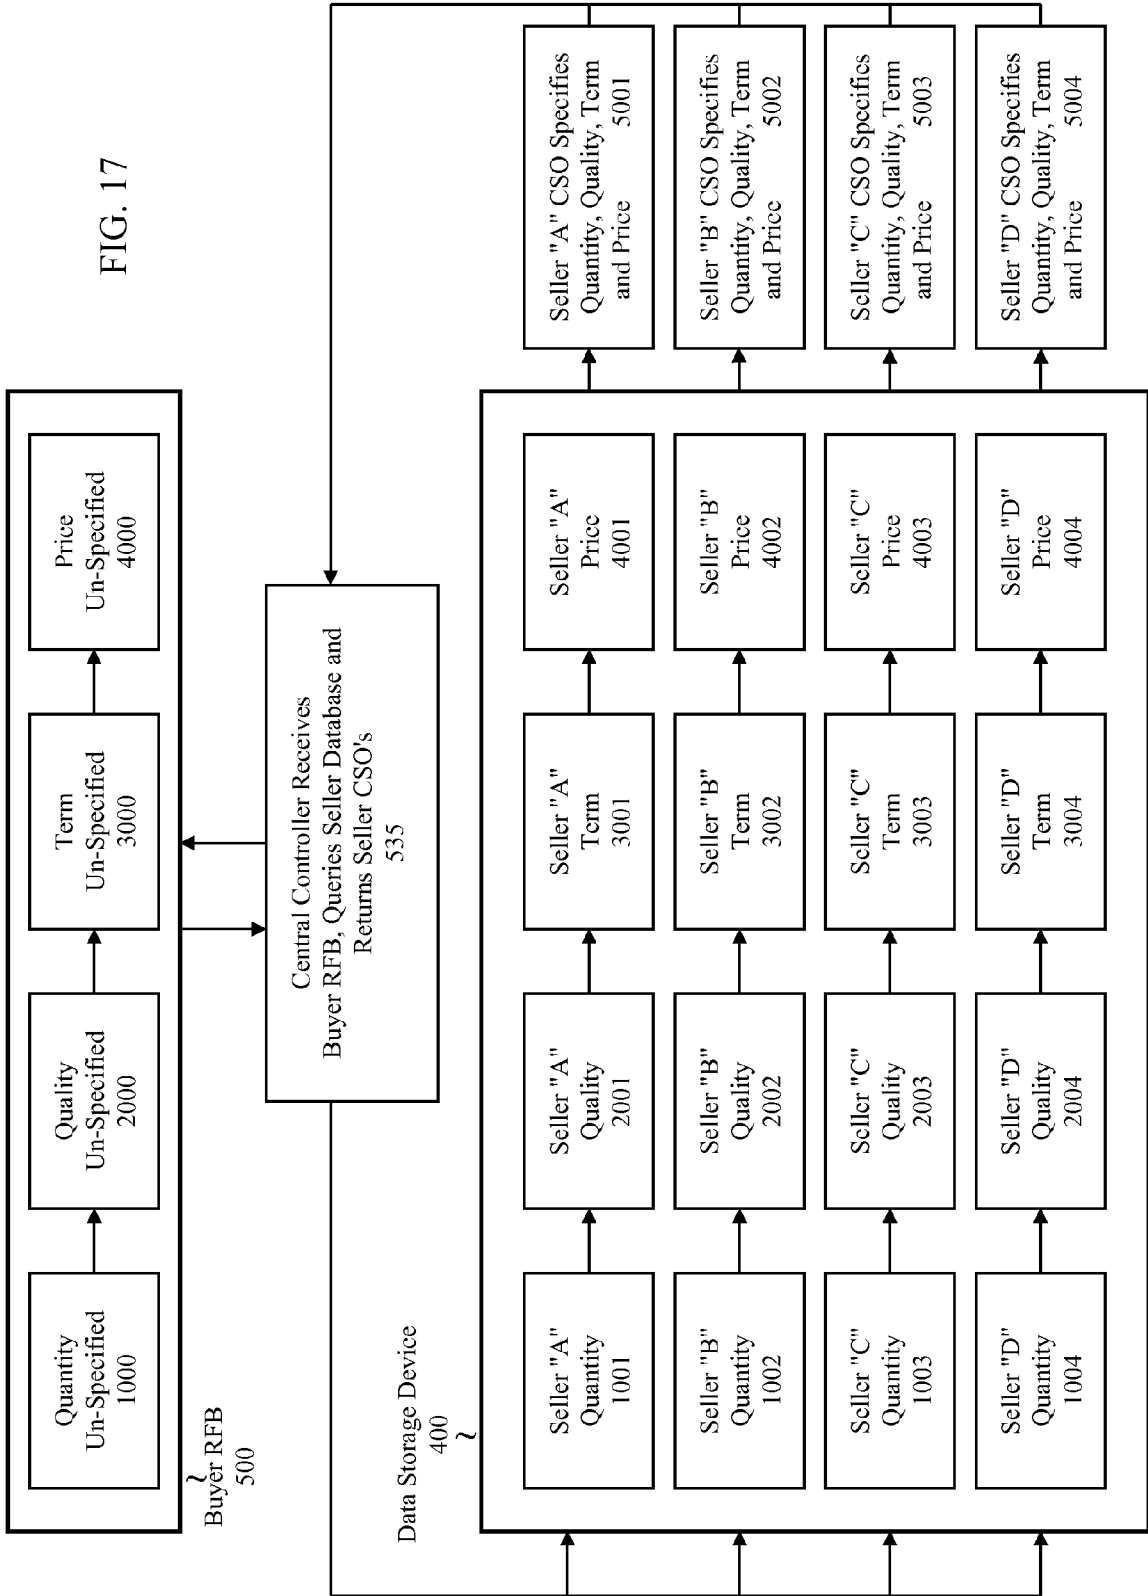 FIG. 17
Quantity
Un-Specified
1000
Quality
Un-Specified
2000
Term
Un-Specified
3000
Price
Un-Specified
4000
Buyer RFB
500
Central Controller Receives
Buyer RFB, Queries Seller Database and
Returns Seller CSO's
535
Data Storage Device
400
Seller "A"
Quantity
1001
Seller "A"
Quality
2001
Seller "A"
Term
3001
Seller "A"
Price
4001
Seller "A" CSO Specifies
Quantity, Quality, Term
and Price 5001
Seller "B"
Quantity
1002
Seller "B"
Quality
2002
Seller "B"
Term
3002
Seller "B"
Price
4002
Seller "B" CSO Specifies
Quantity, Quality, Term
and Price 5002
Seller "C"
Quantity
1003
Seller "C"
Quality
2003
Seller "C"
Term
3003
Seller "C"
Price
4003
Seller "C" CSO Specifies
Quantity, Quality, Term
and Price 5003
Seller "D"
Quantity
1004
Seller "D"
Quality
2004
Seller "D"
Term
3004
Seller "D"
Price
4004
Seller "D" CSO Specifies
Quantity, Quality, Term
and Price 5004